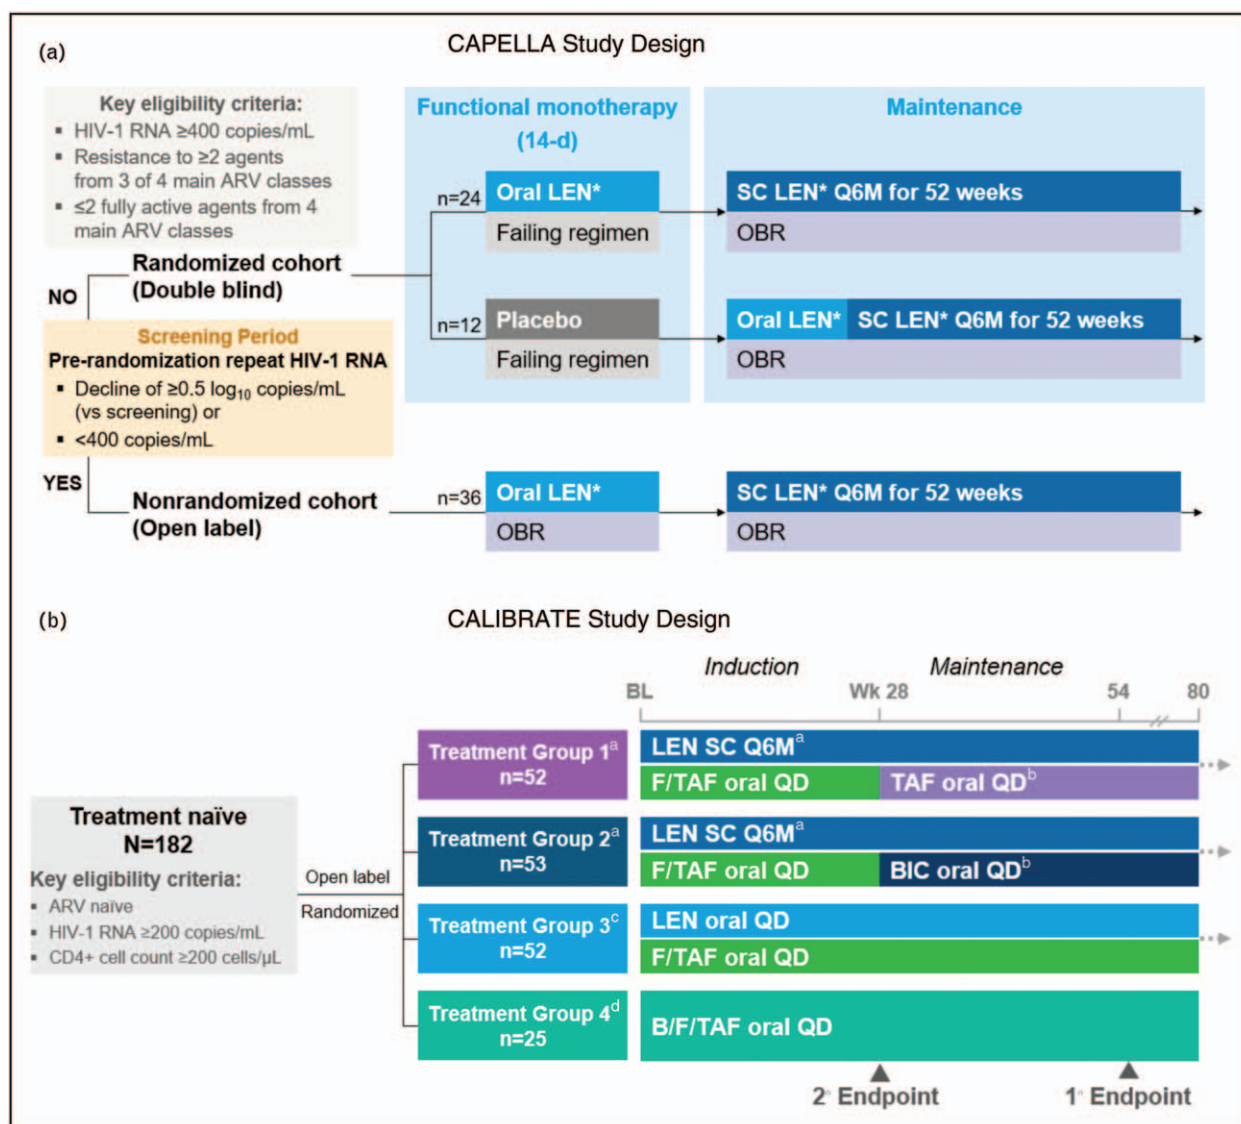 (a)
CAPELLA Study Design
Key eligibility criteria:
▪ HIV-1 RNA ≥400 copies/mL
▪ Resistance to ≥2 agents
from 3 of 4 main ARV classes
▪ ≤2 fully active agents from 4
main ARV classes
Functional monotherapy
(14-d)
Maintenance
n=24
Oral LEN*
Failing regimen
SC LEN* Q6M for 52 weeks
OBR
Randomized cohort
(Double blind)
NO
n=12
Placebo
Failing regimen
Oral LEN*
SC LEN* Q6M for 52 weeks
OBR
Screening Period
Pre-randomization repeat HIV-1 RNA
▪ Decline of ≥0.5 log₁₀ copies/mL
(vs screening) or
▪ <400 copies/mL
YES
Nonrandomized cohort
(Open label)
n=36
Oral LEN*
OBR
SC LEN* Q6M for 52 weeks
OBR
(b)
CALIBRATE Study Design
Induction
Maintenance
BL
Wk 28
54
80
Treatment naïve
N=182
Key eligibility criteria:
▪ ARV naïve
▪ HIV-1 RNA ≥200 copies/mL
▪ CD4+ cell count ≥200 cells/µL
Open label
Randomized
Treatment Group 1ᵃ
n=52
LEN SC Q6Mᵃ
F/TAF oral QD
TAF oral QDᵇ
Treatment Group 2ᵃ
n=53
LEN SC Q6Mᵃ
F/TAF oral QD
BIC oral QDᵇ
Treatment Group 3ᶜ
n=52
LEN oral QD
F/TAF oral QD
Treatment Group 4ᵈ
n=25
B/F/TAF oral QD
2° Endpoint
1° Endpoint